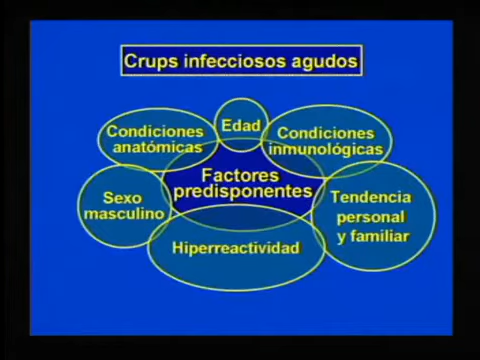 Crups infecciosos agudos
Edad
Condiciones
anatómicas
Condiciones
inmunológicas
Factores
predisponentes
Sexo
masculino
Tendencia
personal
y familiar
Hiperreactividad